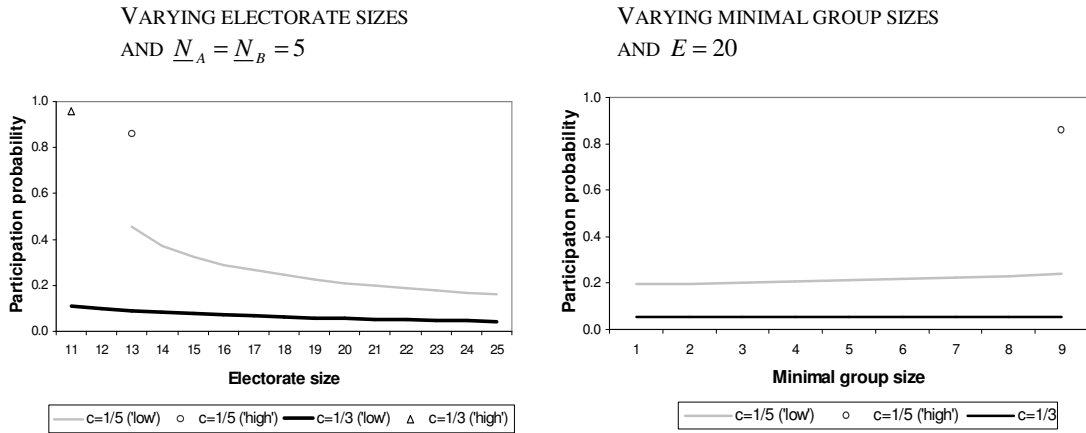 VARYING ELECTORATE SIZES
AND N_A = N_B = 5
1.0
0.8
0.6
0.4
0.2
0.0
Participation probability
11 12 13 14 15 16 17 18 19 20 21 22 23 24 25
Electorate size
c=1/5 ('low') c=1/5 ('high') c=1/3 ('low') c=1/3 ('high')
VARYING MINIMAL GROUP SIZES
AND E = 20
1.0
0.8
0.6
0.4
0.2
0.0
Participaton probability
1 2 3 4 5 6 7 8 9
Minimal group size
c=1/5 ('low') c=1/5 ('high') c=1/3